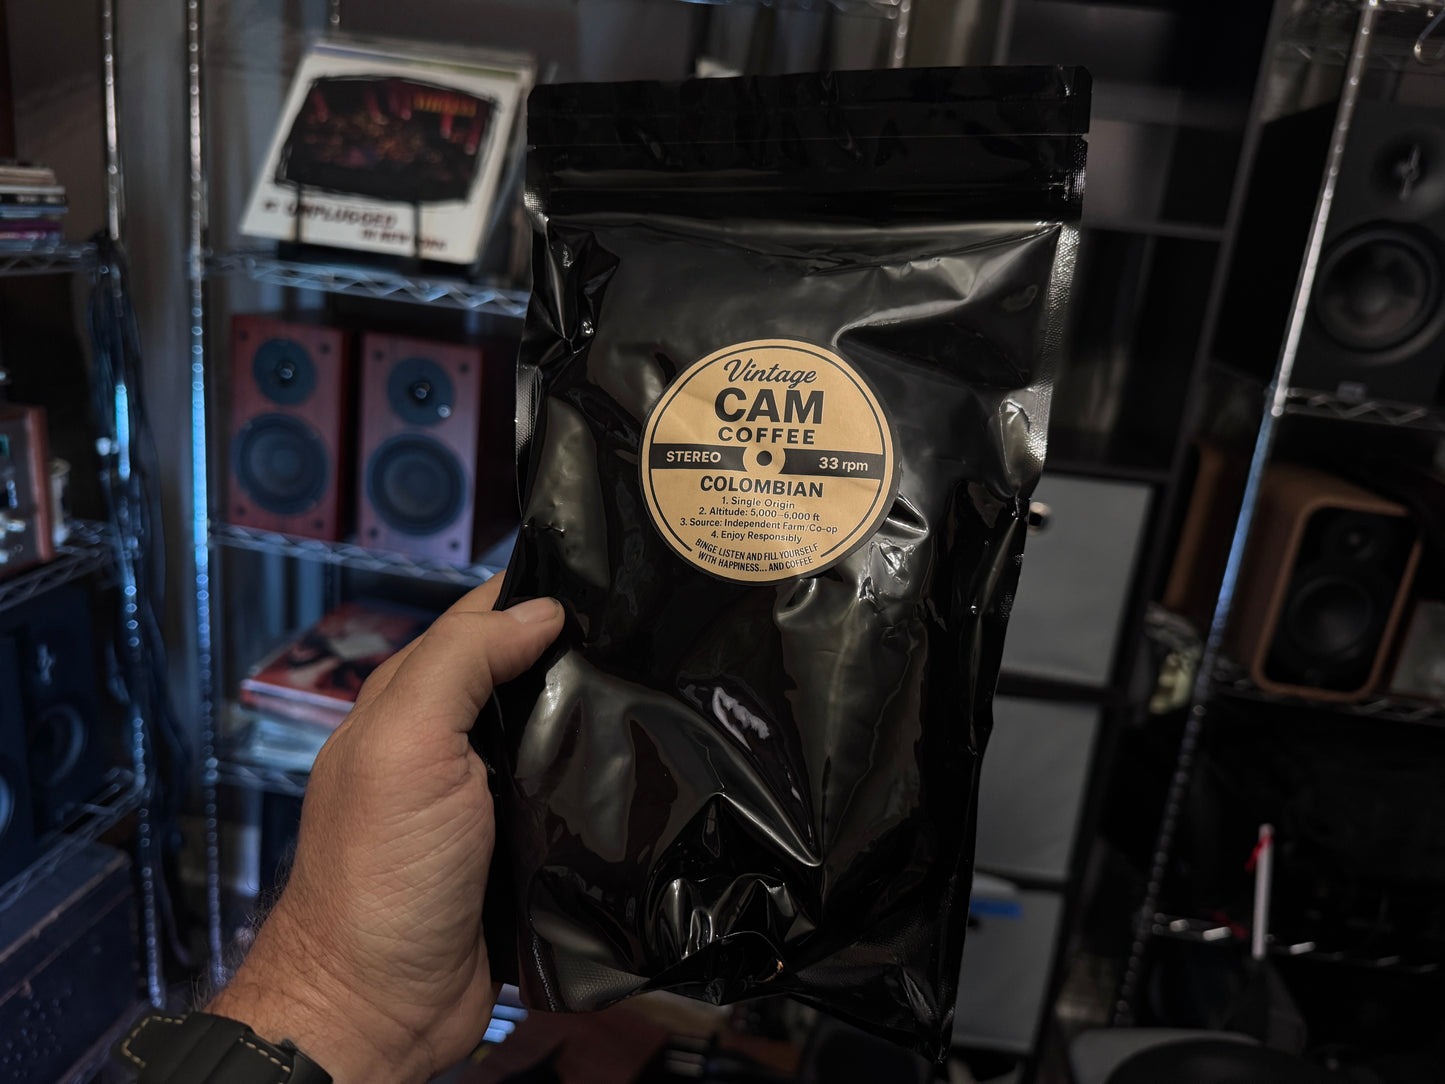 UNPLUGGED
Vintage
CAM
COFFEE
STEREO
33 rpm
COLOMBIAN
1. Single Origin
2. Altitude: 5,000–6,000 ft
3. Source: Independent Farm/Co-op
4. Enjoy Responsibly
BINGE LISTEN AND FILL YOURSELF
WITH HAPPINESS... AND COFFEE